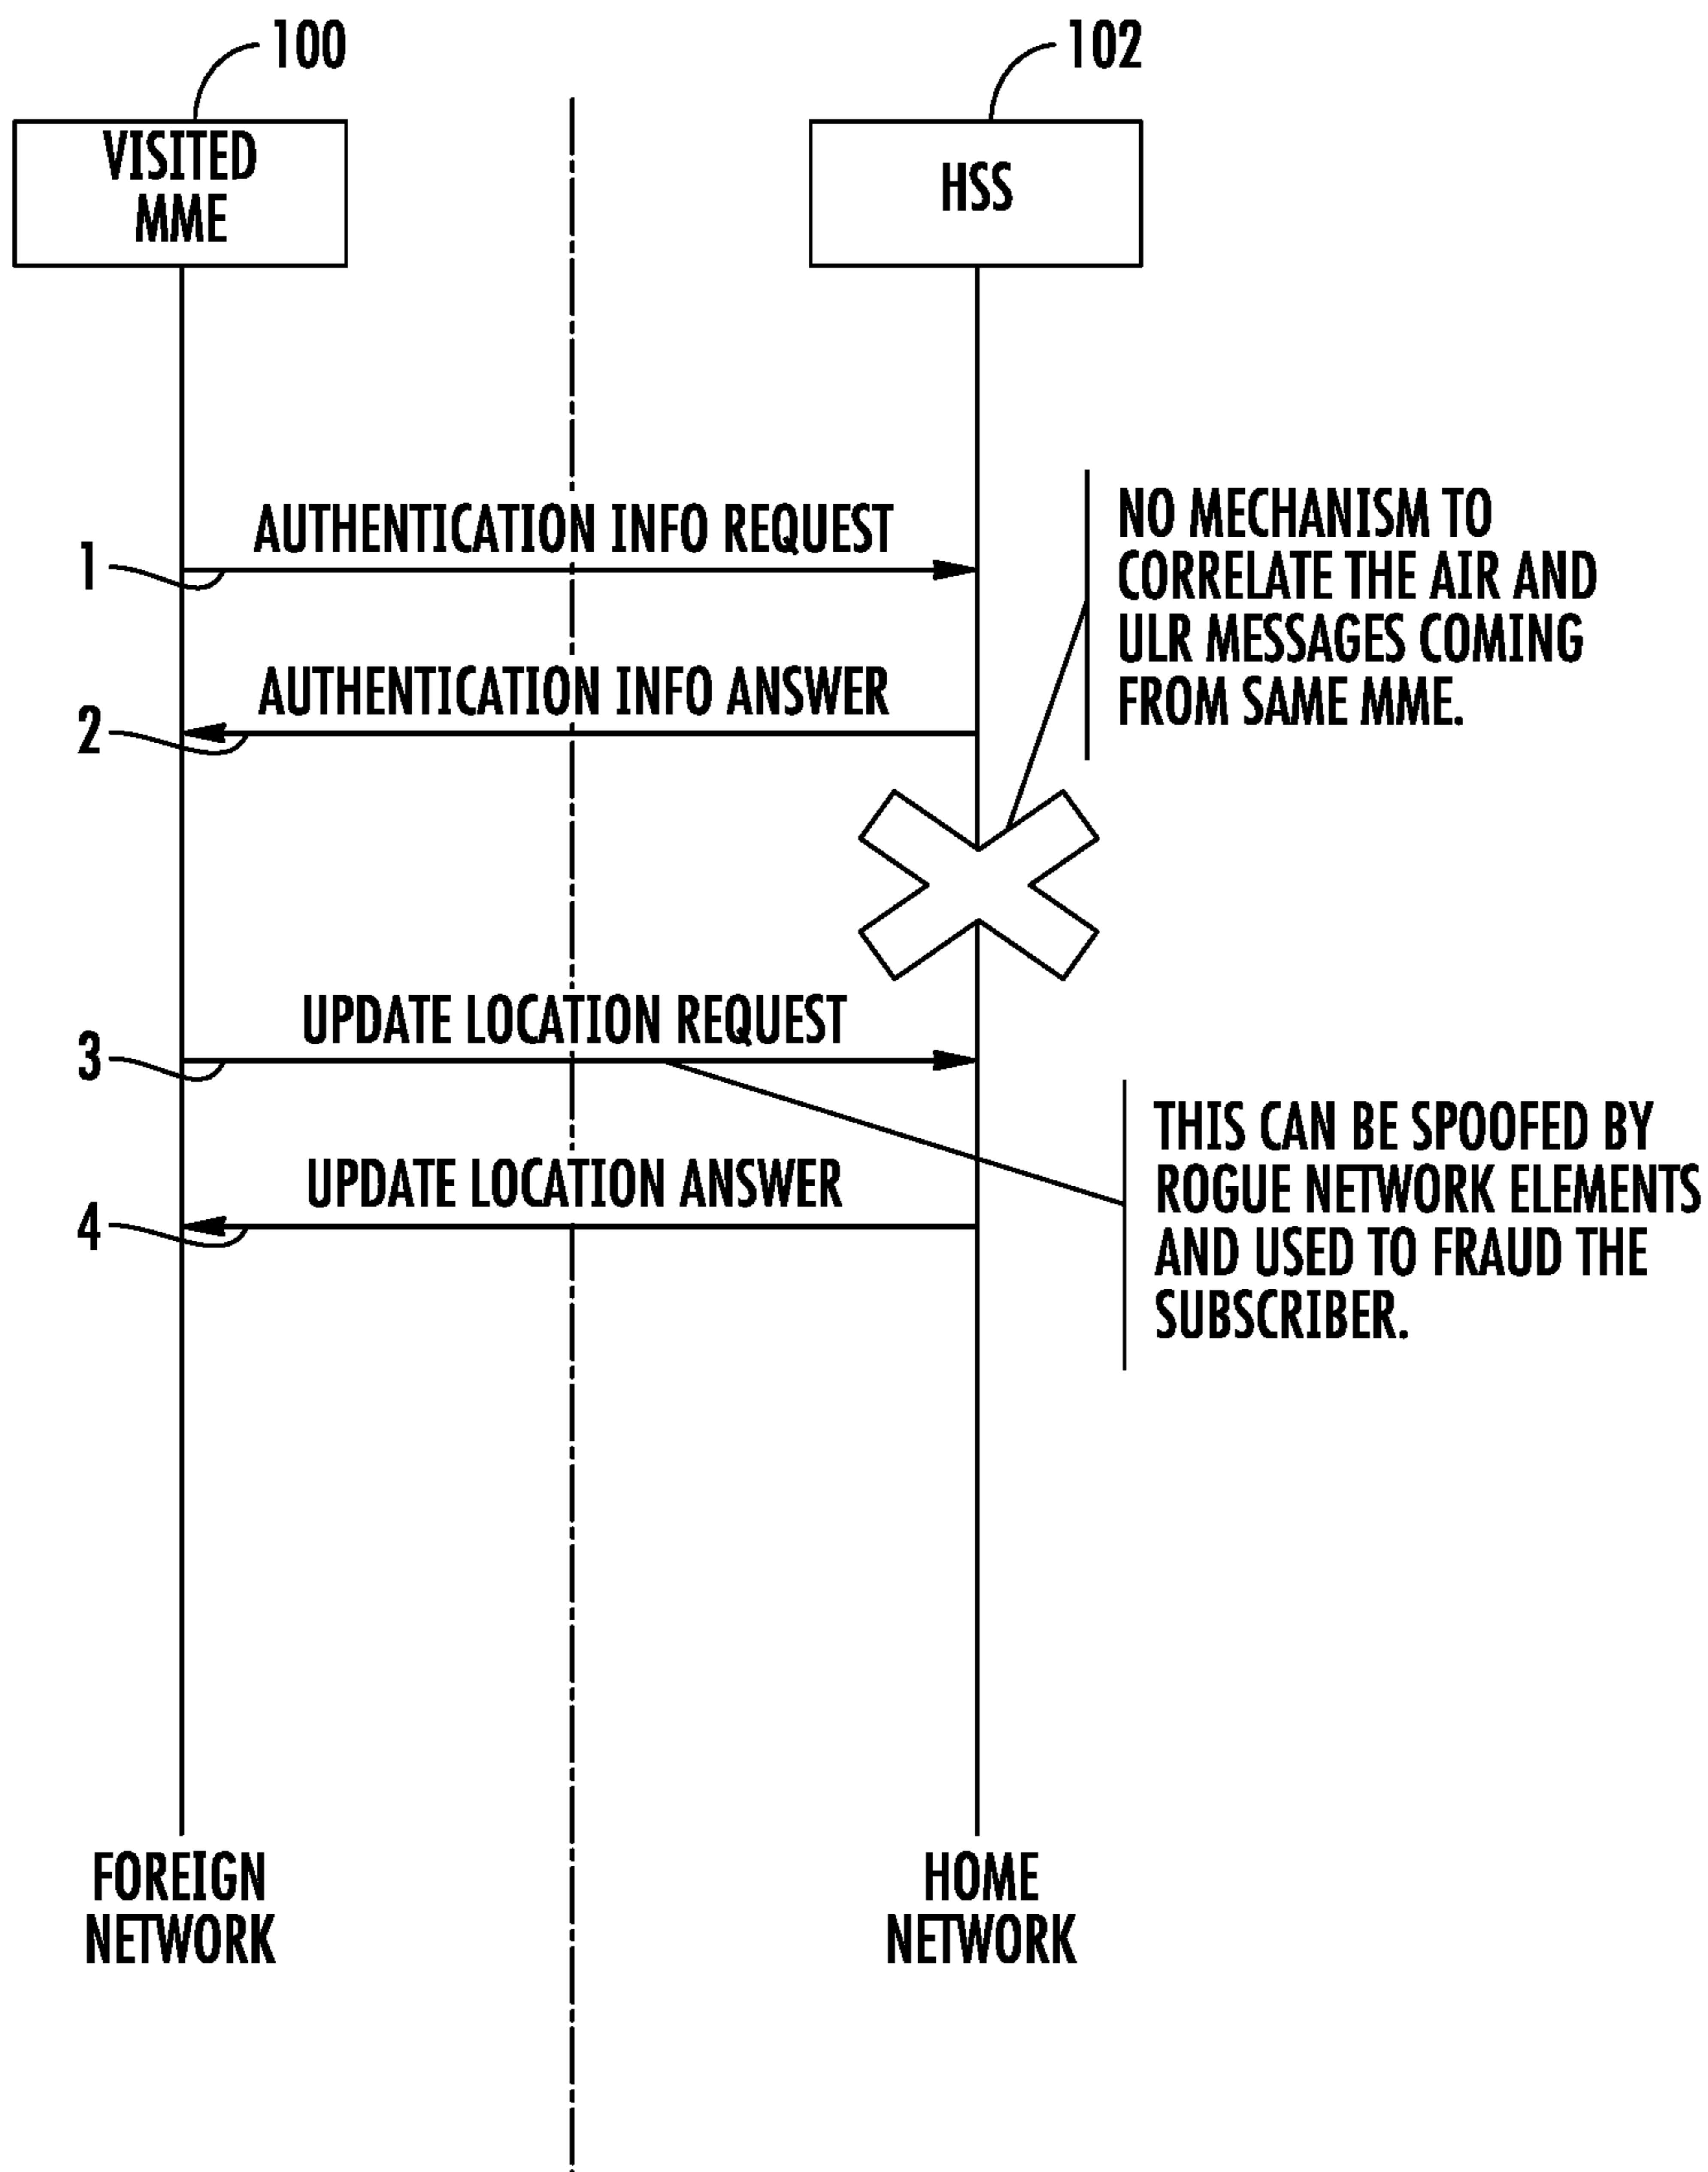 100
102
VISITED
MME
HSS
AUTHENTICATION INFO REQUEST
1
NO MECHANISM TO
CORRELATE THE AIR AND
ULR MESSAGES COMING
FROM SAME MME.
AUTHENTICATION INFO ANSWER
2
UPDATE LOCATION REQUEST
3
THIS CAN BE SPOOFED BY
ROGUE NETWORK ELEMENTS
AND USED TO FRAUD THE
SUBSCRIBER.
UPDATE LOCATION ANSWER
4
FOREIGN
NETWORK
HOME
NETWORK